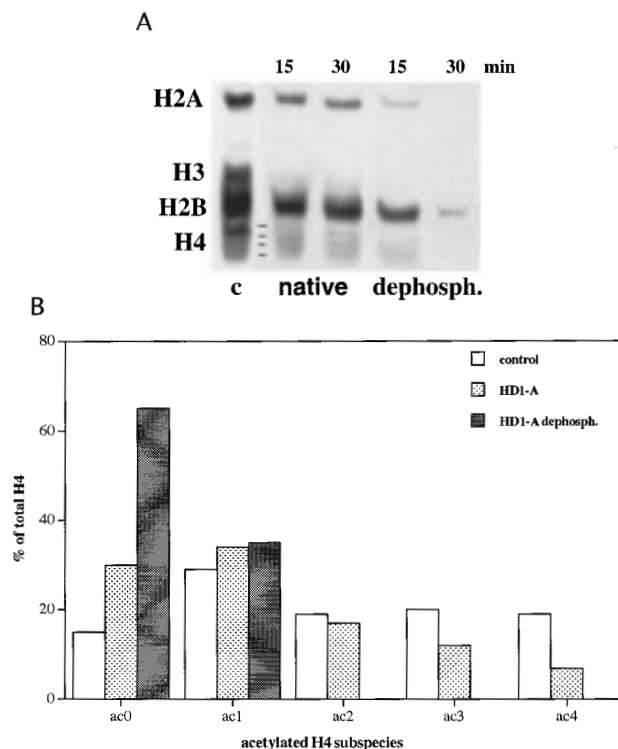 A
15 30 15 30 min
H2A
H3
H2B
H4
c native dephosph.
B
80
control
HD1-A
60
HD1-A dephosph.
% of total H4
40
20
0
ac0 ac1 ac2 ac3 ac4
acetylated H4 subspecies